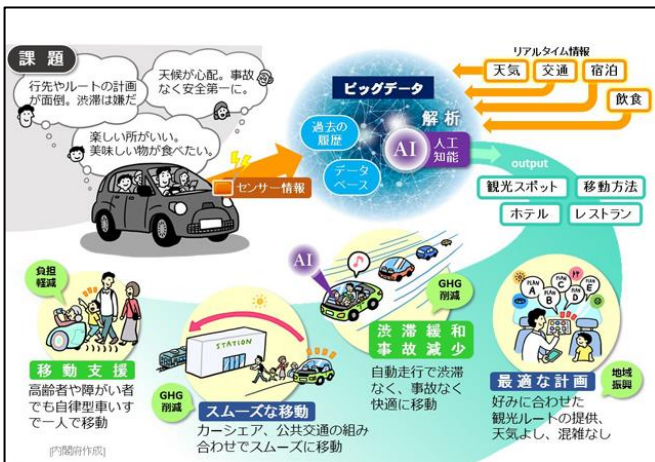 課題
行先やルートの計画
が面倒。渋滞は嫌だ
天候が心配。事故
なく安全第一に。
楽しい所がいい。
美味しい物が食べたい。
センサー情報
ビッグデータ
解析
過去の
履歴
データ
ベース
AI
人工
知能
リアルタイム情報
天気
交通
宿泊
飲食
output
観光スポット
移動方法
ホテル
レストラン
負担
軽減
移動支援
高齢者や障がい者
でも自律型車いす
で一人で移動
STATION
GHG
削減
スムーズな移動
カーシェア、公共交通の組み
合わせでスムーズに移動
AI
GHG
削減
渋滞緩和
事故減少
自動走行で渋滞
なく、事故なく
快適に移動
PLAN
A
PLAN
B
PLAN
C
PLAN
D
PLAN
E
最適な計画
地域
振興
好みに合わせた
観光ルートの提供、
天気よし、混雑なし
[内閣府作成]